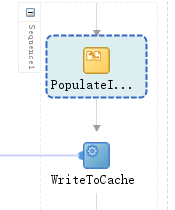 Sequence1
PopulateI...
WriteToCache